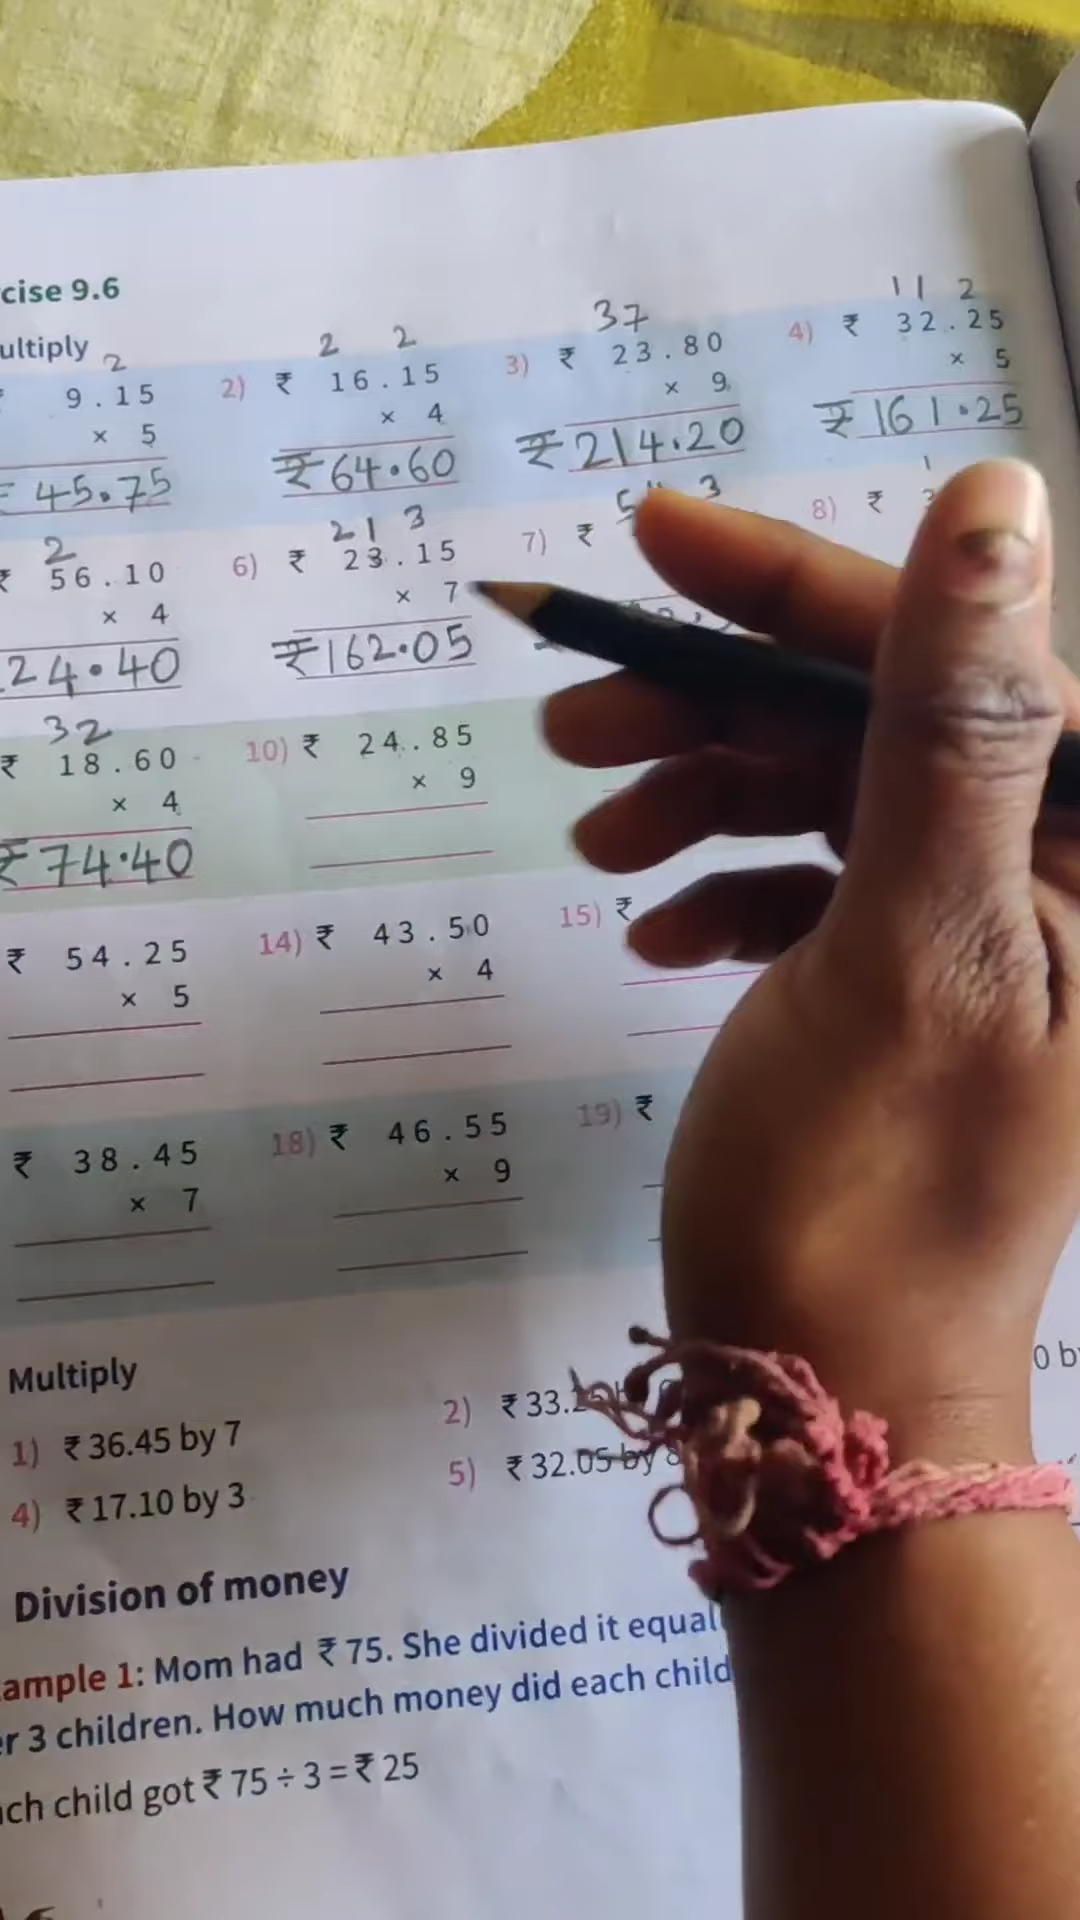 cise 9.6
ultiply
2
9.15
× 5
45.75
2) ₹ 16.15
2 2
× 4
₹64.60
3) ₹ 23.80
37
× 9
₹214.20
4) ₹ 32.25
11 2
× 5
₹161.25
2
₹ 56.10
× 4
24.40
6) ₹ 23.15
21 3
× 7
₹162.05
7) ₹
3
8) ₹
1
32
₹ 18.60
× 4
₹74.40
10) ₹ 24.85
× 9
₹ 54.25
× 5
14) ₹ 43.50
× 4
15) ₹
₹ 38.45
× 7
18) ₹ 46.55
× 9
19) ₹
Multiply
1) ₹ 36.45 by 7
2) ₹ 33.
0 b
4) ₹ 17.10 by 3
5) ₹ 32.05 by
Division of money
ample 1: Mom had ₹ 75. She divided it equal
r 3 children. How much money did each child
ch child got ₹ 75 ÷ 3 = ₹ 25